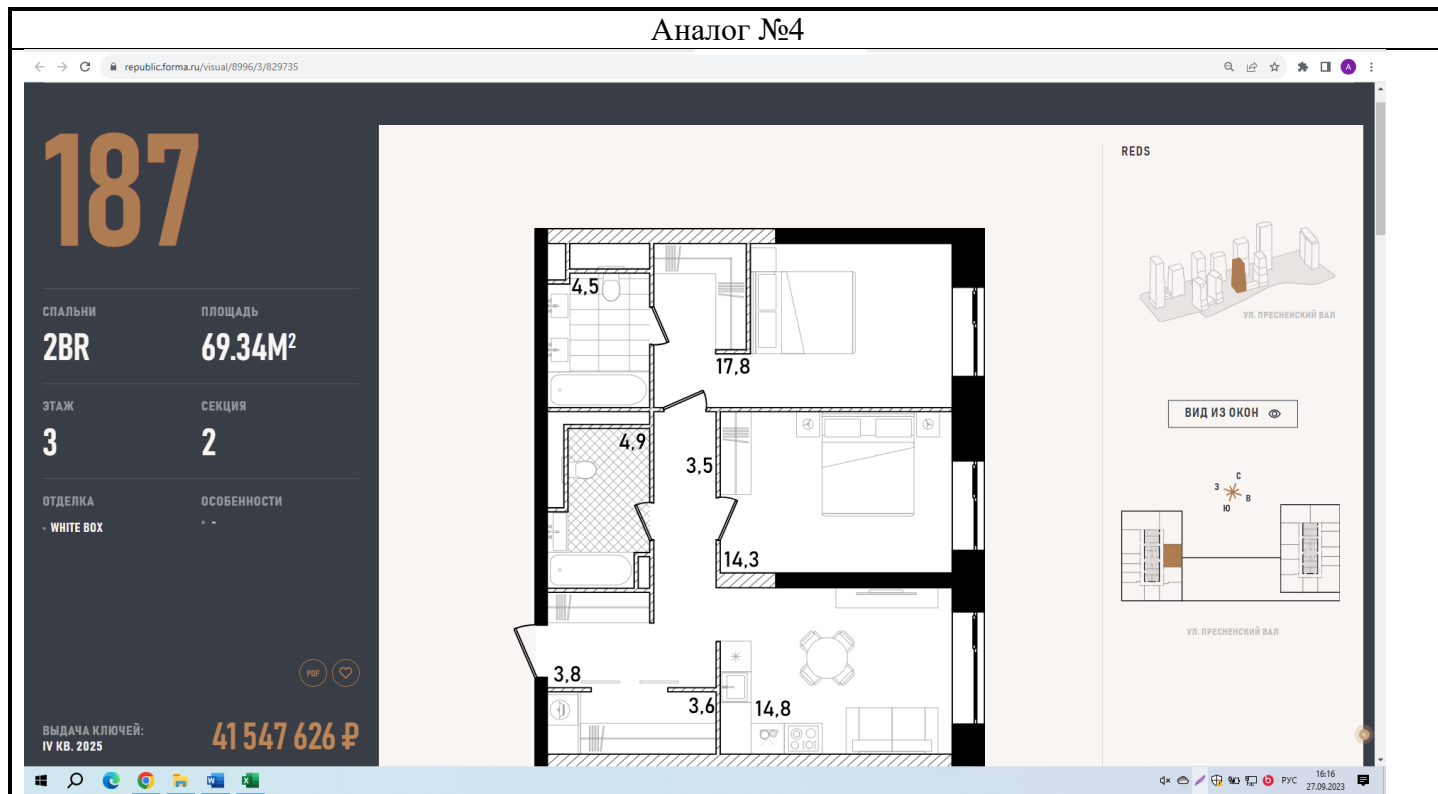 Аналог №4
republic.forma.ru/visual/8996/3/829735
A
187
СПАЛЬНИ
ПЛОЩАДЬ
2BR
69.34М²
ЭТАЖ
СЕКЦИЯ
3
2
ОТДЕЛКА
ОСОБЕННОСТИ
WHITE BOX
PDF
ВЫДАЧА КЛЮЧЕЙ:
IV КВ. 2025
41 547 626 ₽
4,5
17,8
4,9
3,5
14,3
3,8
3,6
14,8
REDS
УЛ. ПРЕСНЕНСКИЙ ВАЛ
ВИД ИЗ ОКОН
С
З
В
Ю
УЛ. ПРЕСНЕНСКИЙ ВАЛ
РУС
16:16
27.09.2023